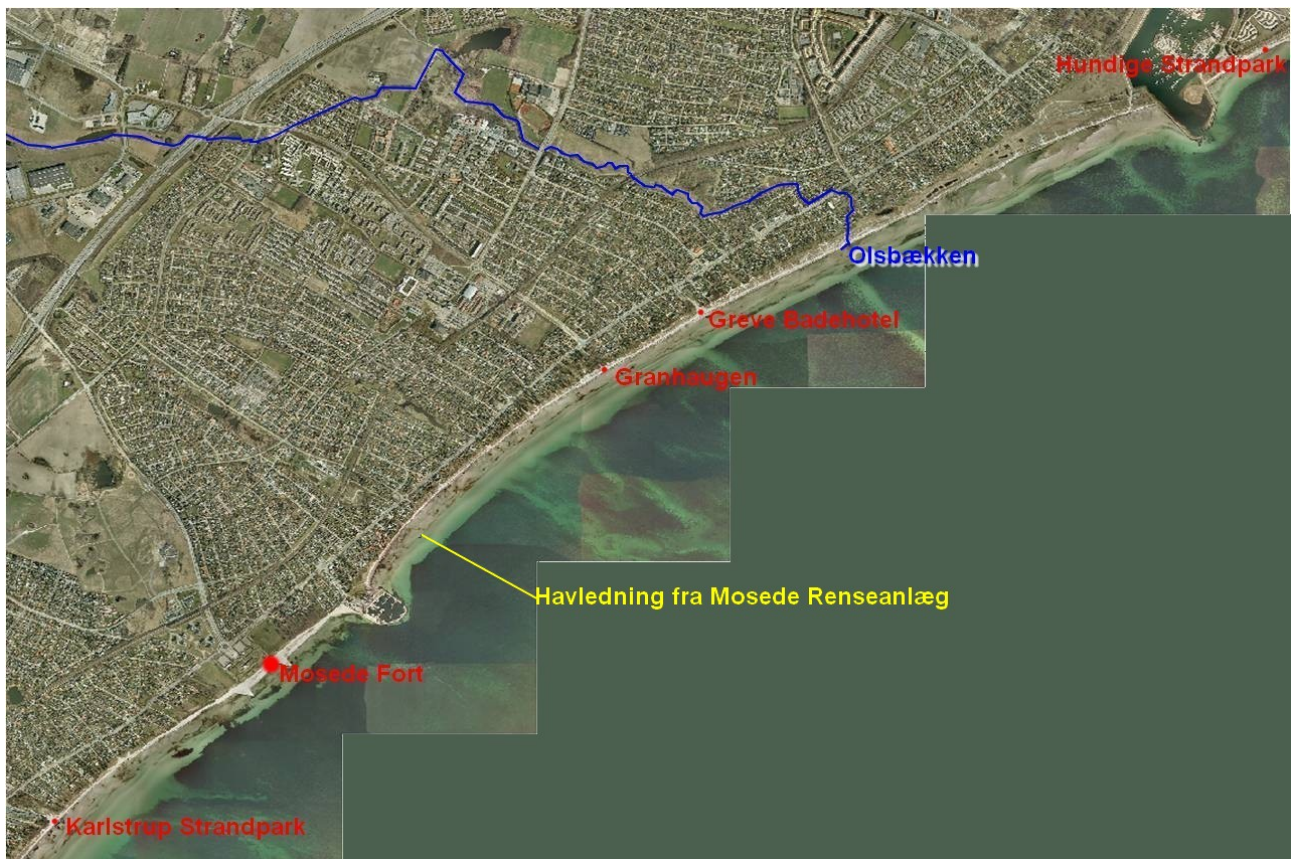 Hundige Strandpark
Olsbækken
Greve Badehotel
Granhaugen
Havledning fra Mosede Renseanlæg
Mosede Fort
Karlstrup Strandpark